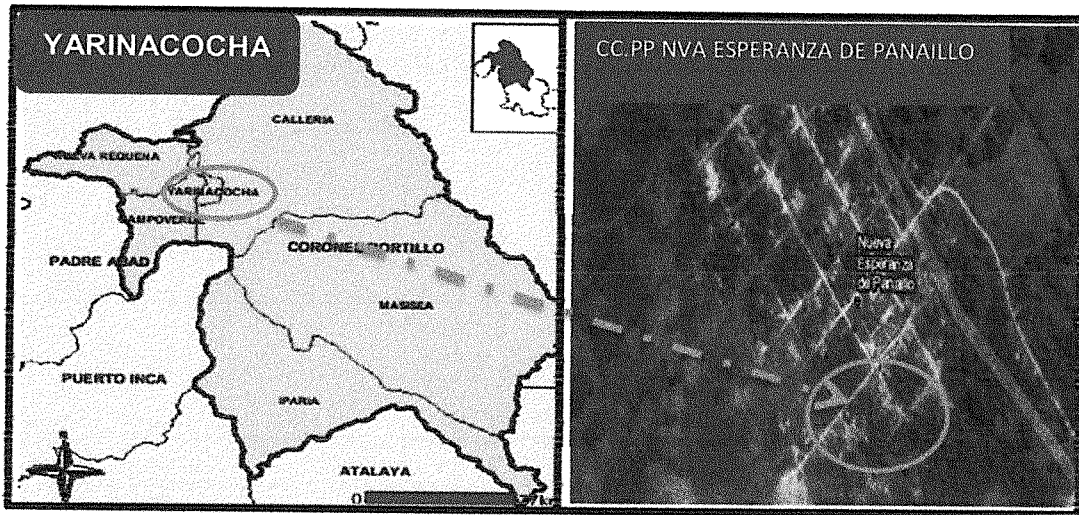 YARINACOCHA
CALLERIA
NUEVA REQUENA
YARINACOCHA
CAMPOVERDE
CORONEL PORTILLO
PADRE ABAD
MASISEA
PUERTO INCA
IPARIA
ATALAYA
0
CC.PP NVA ESPERANZA DE PANAILLO
Nueva
Esperanza
de Panaillo